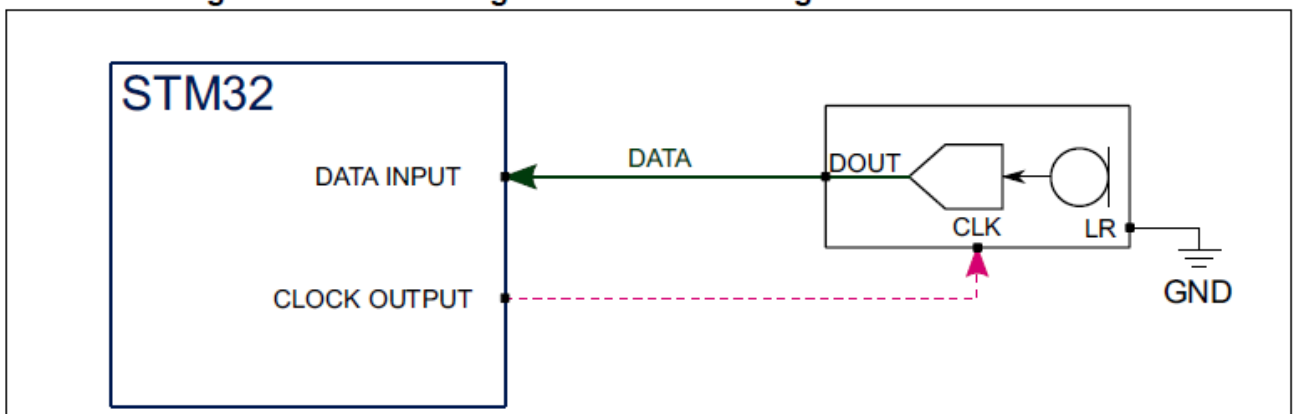 STM32
DATA INPUT
DATA
DOUT
CLK
LR
CLOCK OUTPUT
GND